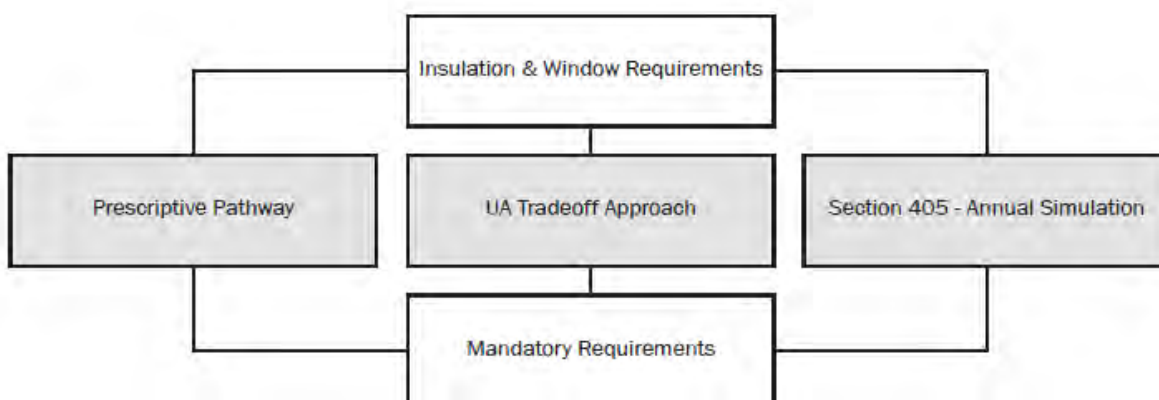 Insulation & Window Requirements
Prescriptive Pathway
UA Tradeoff Approach
Section 405 - Annual Simulation
Mandatory Requirements